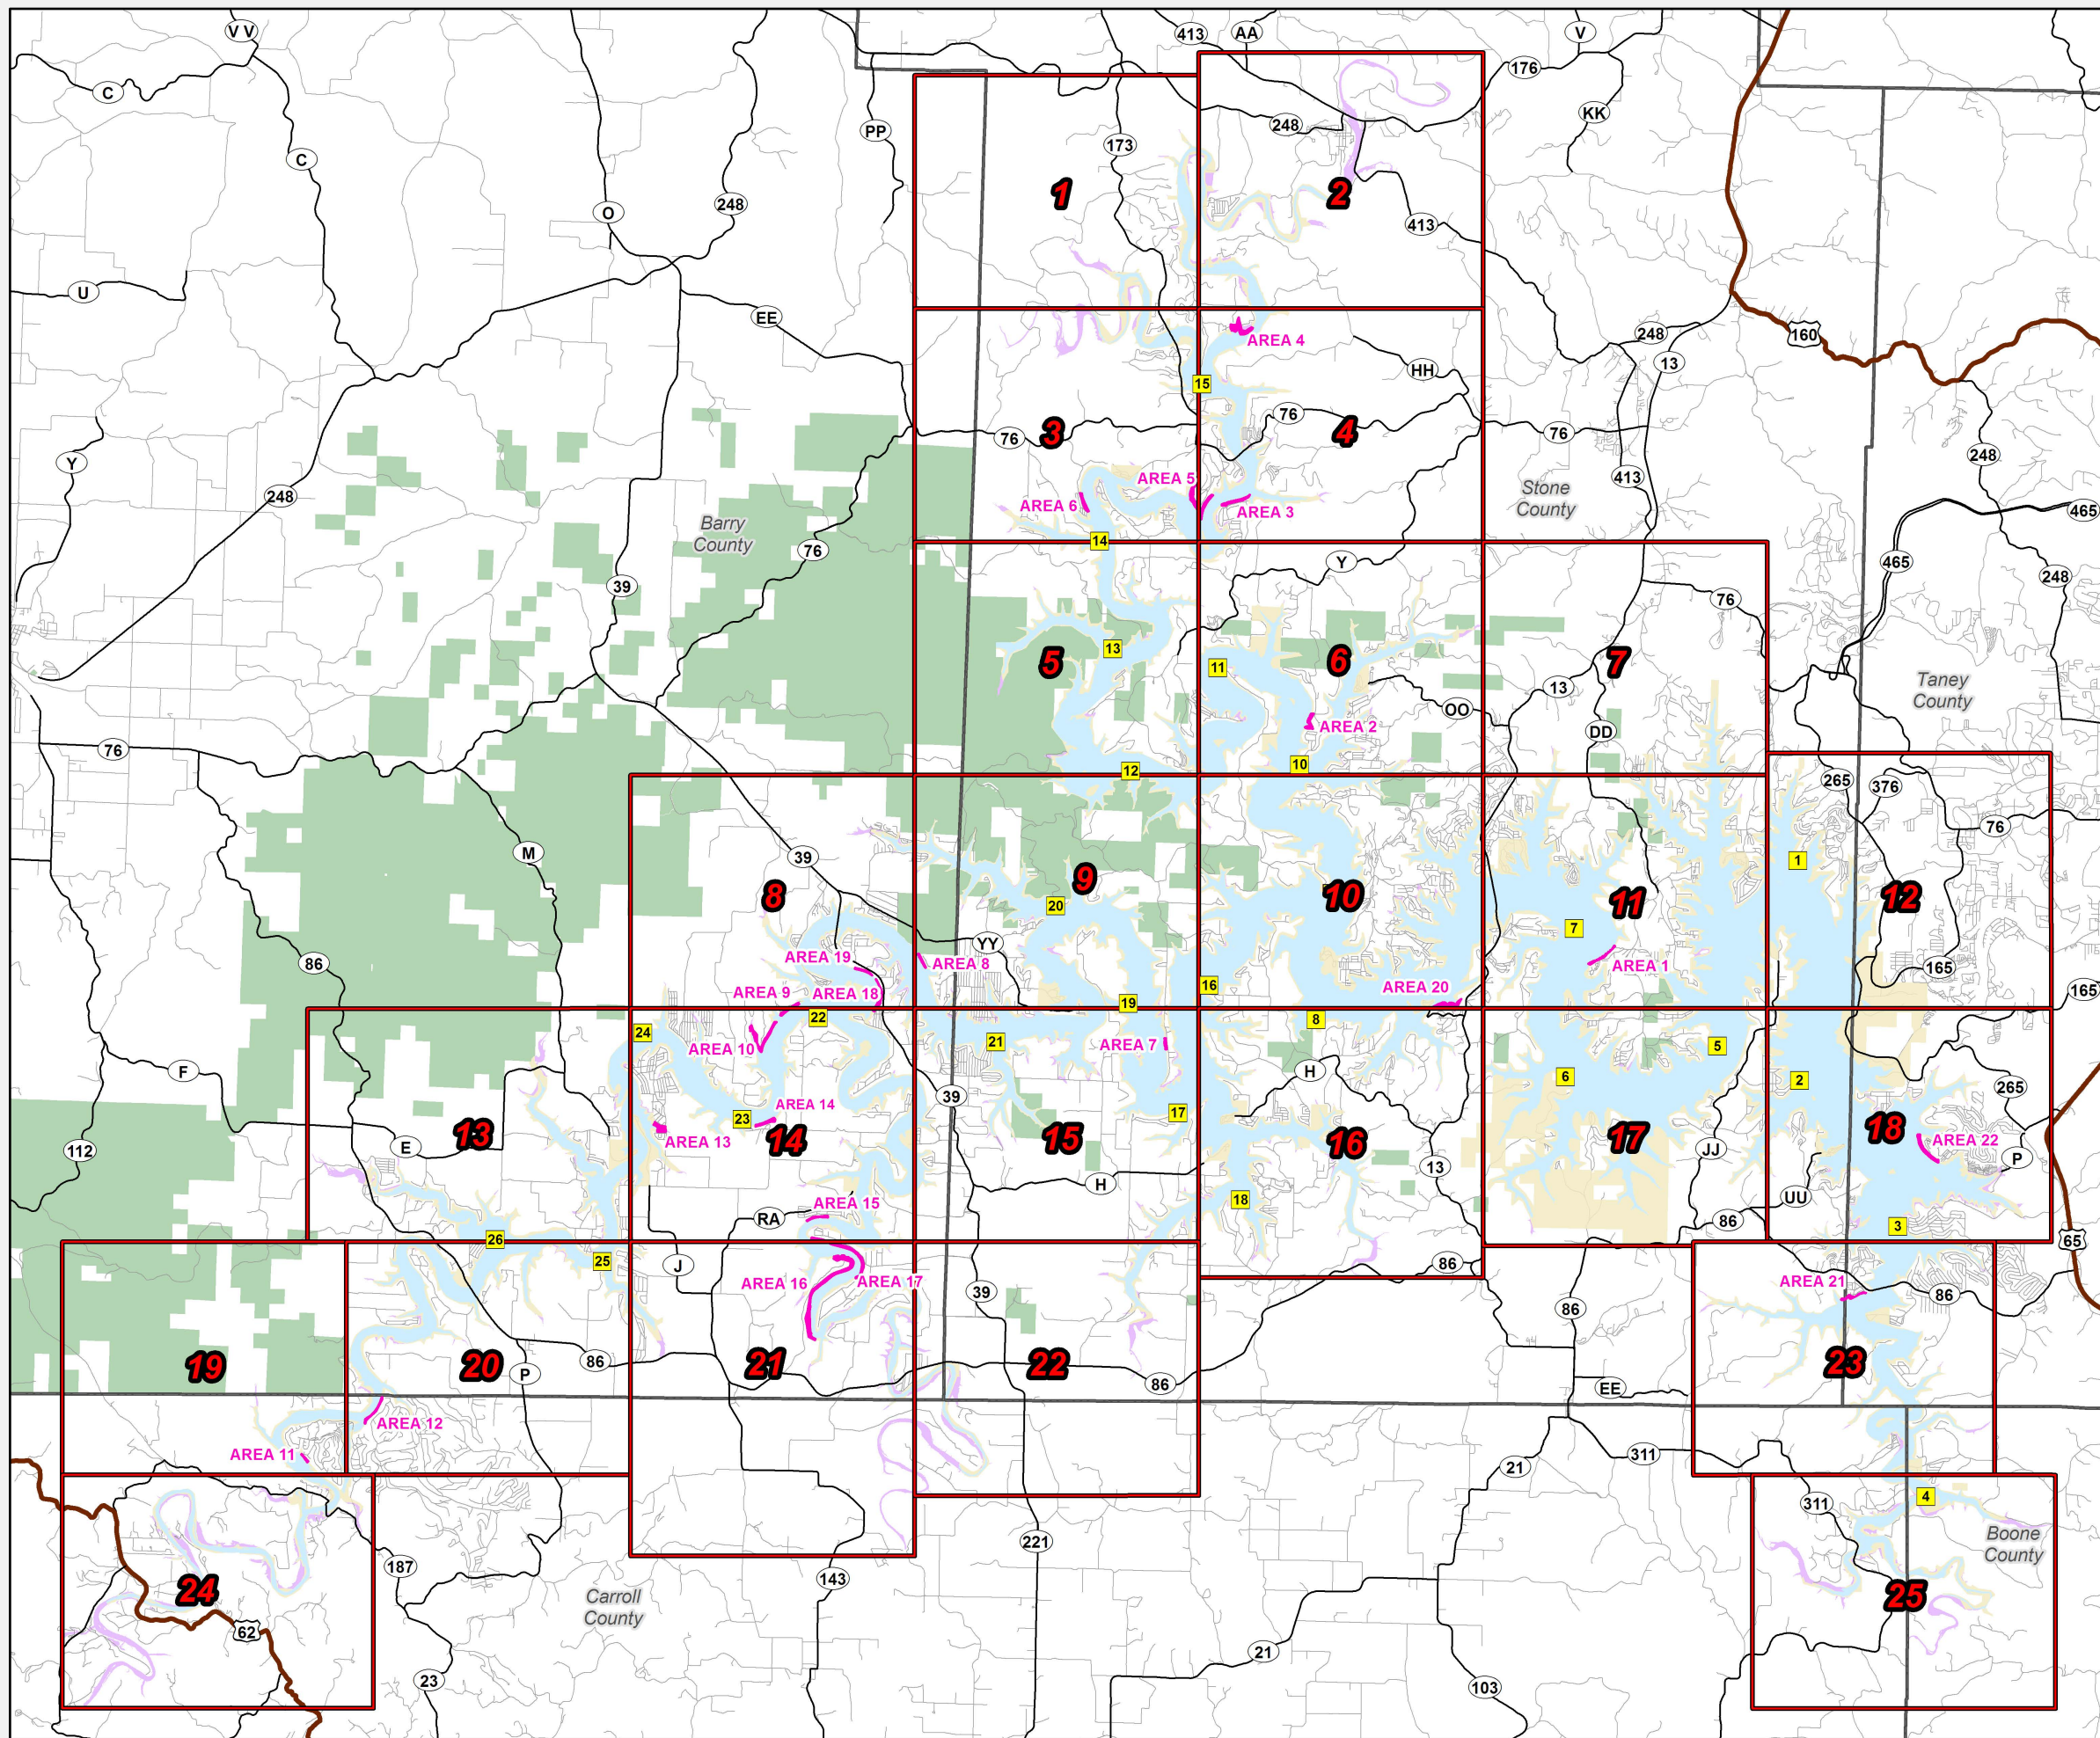 V V
413
AA
V
176
C
KK
248
PP
173
C
1
2
O
248
413
U
EE
248
160
13
AREA 4
HH
15
76
3
4
76
76
Y
248
AREA 5
413
248
AREA 6
AREA 3
Stone
County
465
Barry
County
14
76
Y
465
248
39
76
13
5
11
6
7
13
Taney
County
OO
AREA 2
DD
76
12
10
265
376
76
M
39
1
8
9
10
11
12
20
7
86
YY
AREA 19
AREA 8
AREA 1
165
16
AREA 20
165
AREA 9
AREA 18
19
22
8
24
21
AREA 7
5
AREA 10
F
H
6
2
265
39
AREA 14
23
17
13
AREA 13
14
15
16
17
18
AREA 22
112
E
JJ
P
13
H
UU
RA
AREA 15
18
86
3
26
65
25
J
86
AREA 16
AREA 17
39
AREA 21
86
86
19
20
P
86
21
22
86
EE
23
AREA 12
AREA 11
311
21
4
311
Boone
County
221
187
143
24
Carroll
County
25
62
21
23
103